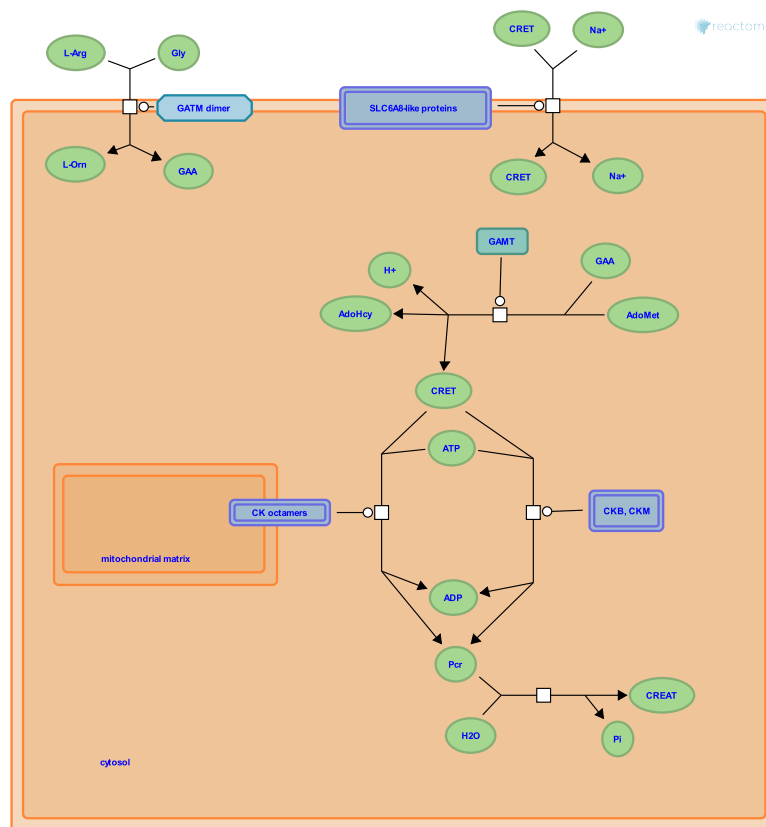 reactom
CRET
Na+
L-Arg
Gly
GATM dimer
SLC6A8-like proteins
L-Orn
GAA
CRET
Na+
GAMT
H+
GAA
AdoHcy
AdoMet
CRET
ATP
CK octamers
CKB, CKM
mitochondrial matrix
ADP
Pcr
CREAT
H2O
Pi
cytosol